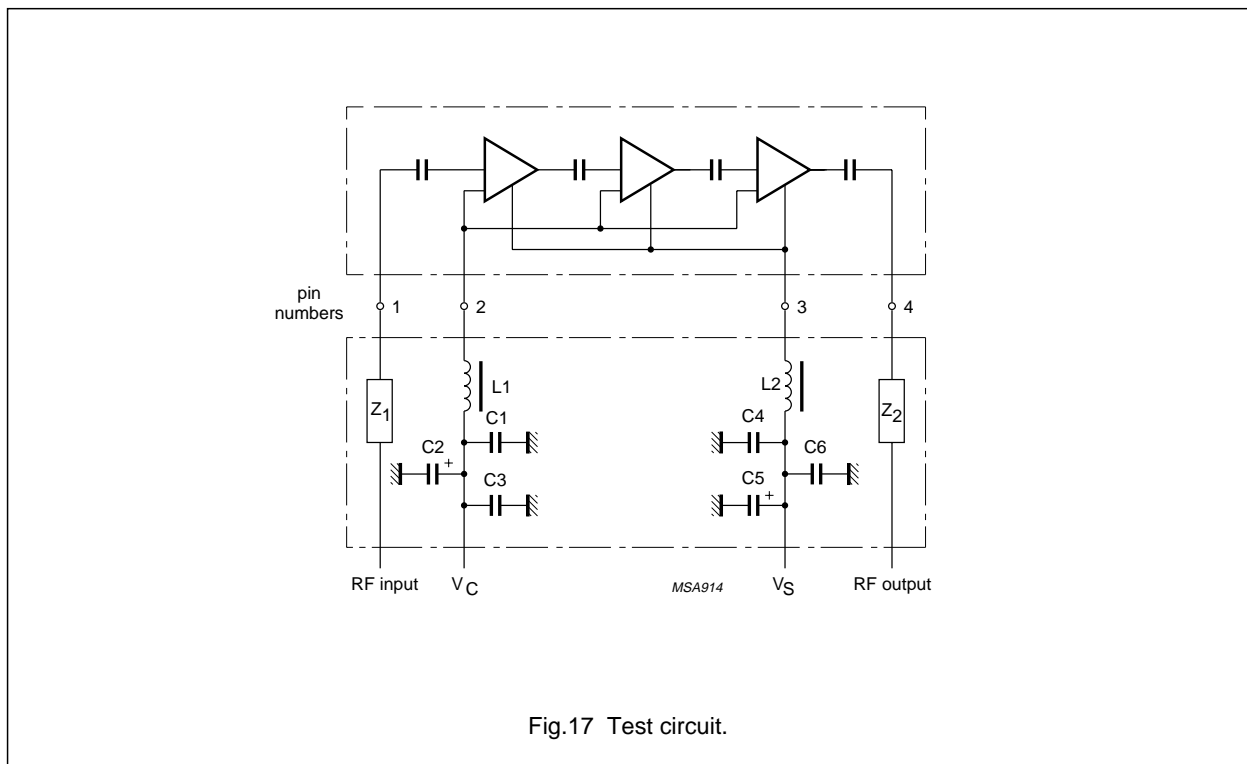 pin
numbers
1
2
3
4
L1
L2
Z1
Z2
C1
C4
C2
+
C6
C3
C5
+
RF input
VC
MSA914
VS
RF output
Fig.17 Test circuit.